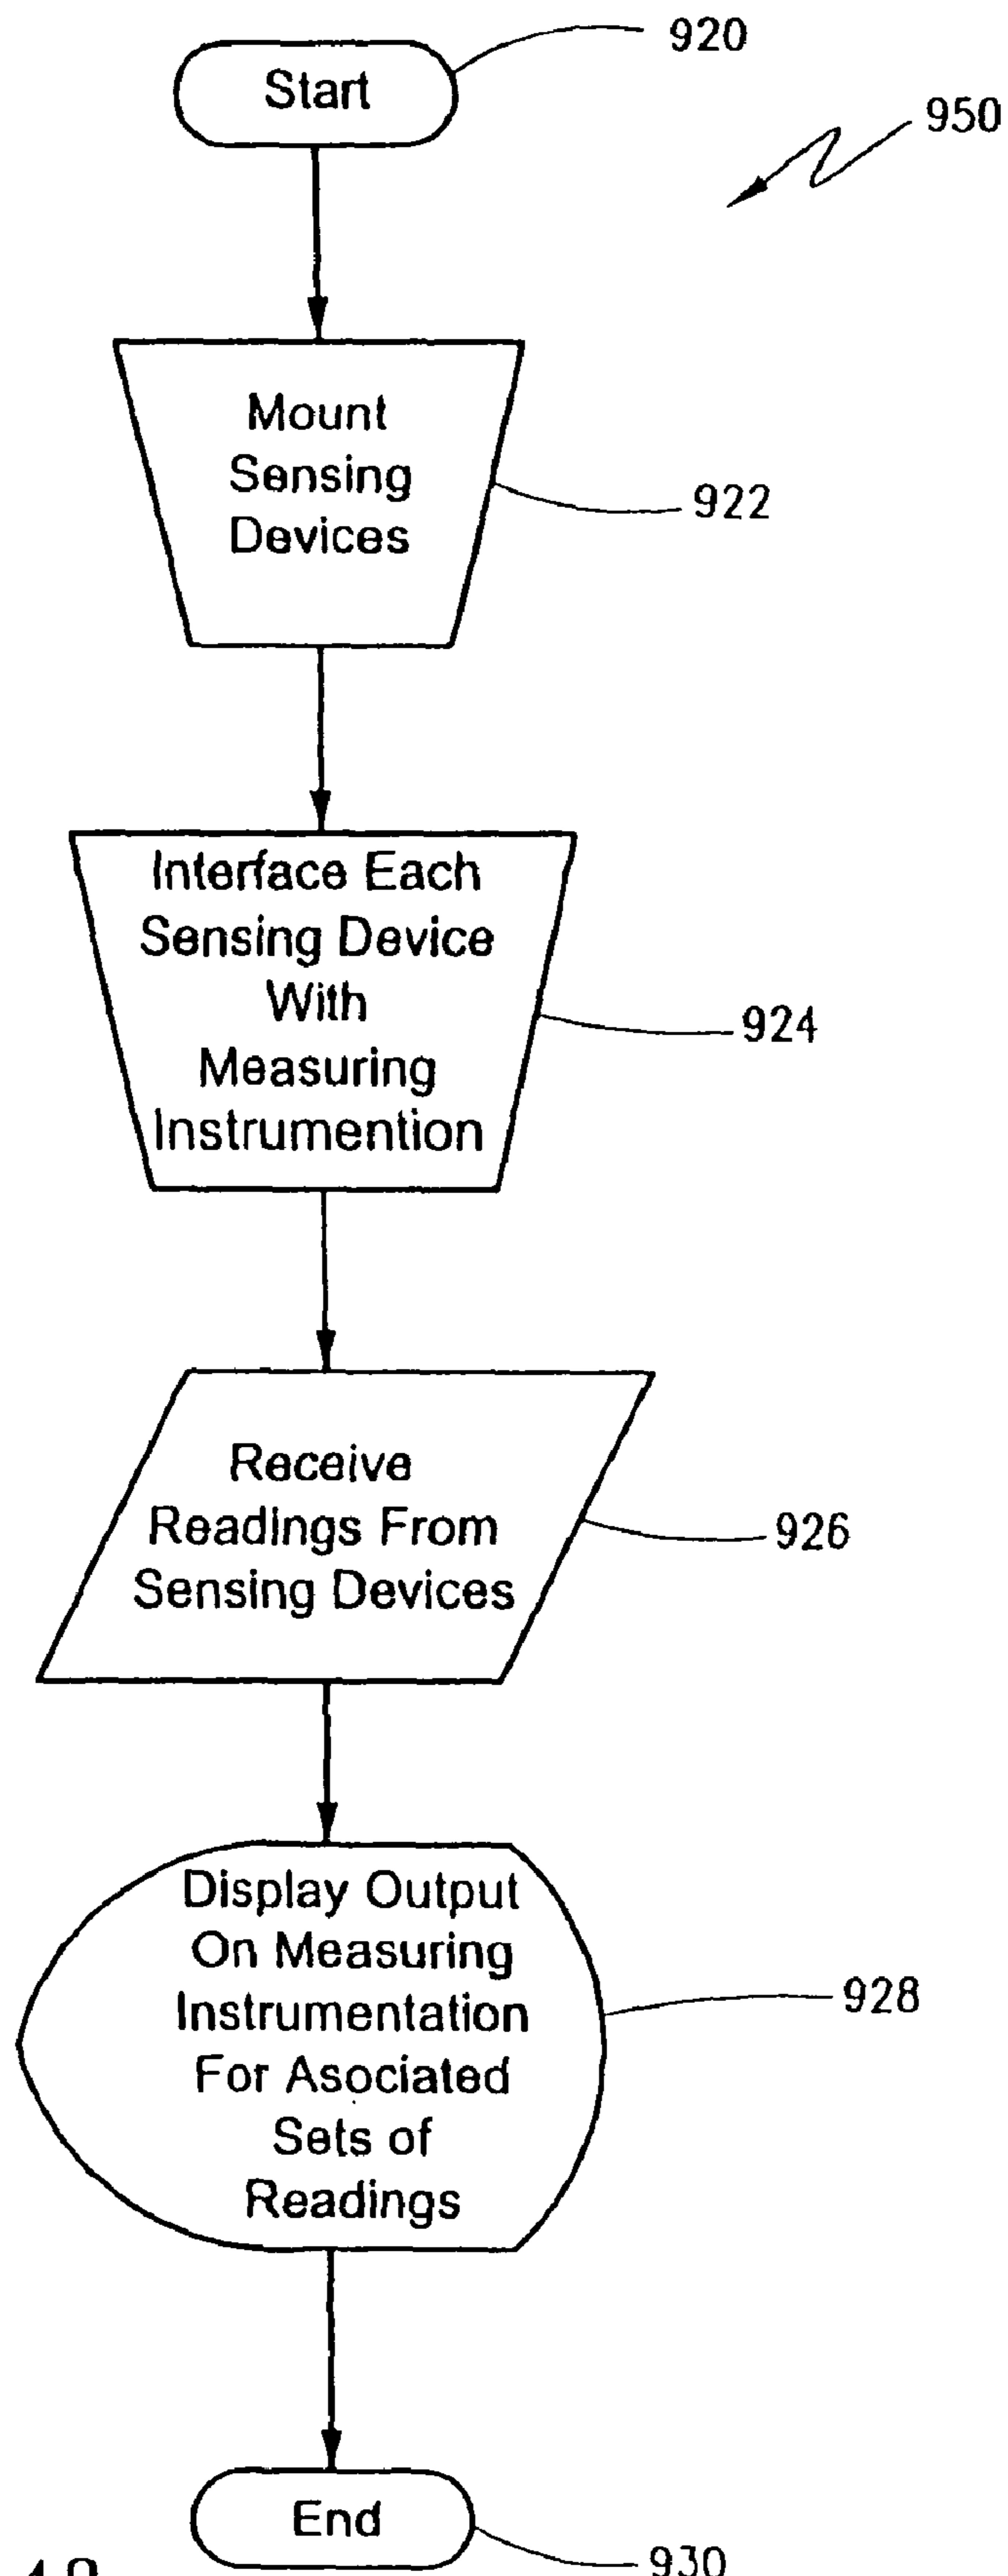 920
Start
950
Mount
Sensing
Devices
922
Interface Each
Sensing Device
With
Measuring
Instrumention
924
Receive
Readings From
Sensing Devices
926
Display Output
On Measuring
Instrumentation
For Asociated
Sets of
Readings
928
End
930